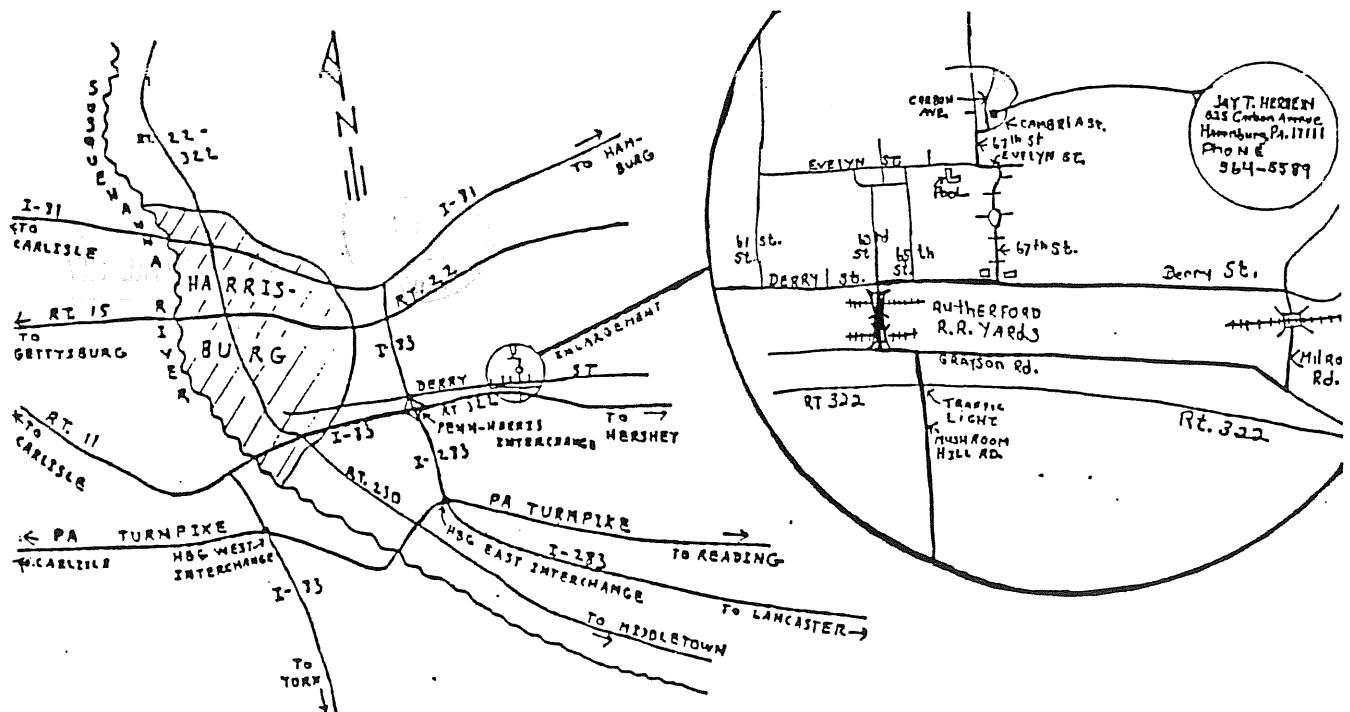 SUSQUEHANNA RIVER
RT. 22-
322
N
I-81
TO HAM-
BURG
I-81
TO
CARLISLE
RT. 22
HARRIS-
BURG
RT. 15
TO
GETTYSBURG
I-83
ENLARGEMENT
DERRY ST
RT 322
PENN-HARRIS
INTERCHANGE
TO
HERSHEY
I-83
I-283
RT. 11
TO
CARLISLE
RT. 230
PA TURNPIKE
TO CARLISLE
HBG WEST
INTERCHANGE
I-83
TO
YORK
PA TURNPIKE
TO READING
HBG EAST INTERCHANGE
I-283
TO LANCASTER
TO MIDDLETOWN
CARBON
AVE.
CAMBRIA ST.
67th St
EVELYN ST.
EVELYN ST.
Pool
61 St.
St.
63rd
St
65th
St.
67th St.
DERRY St.
Derry St.
RUTHERFORD
R.R. YARDS
GRAYSON Rd.
RT 322
TRAFFIC
LIGHT
MUSHROOM
HILL RD.
Rt. 322
Milro
Rd.
JAY T.
825 Carbon Avenue
Harrisburg Pa. 17111
PHONE
564-5589